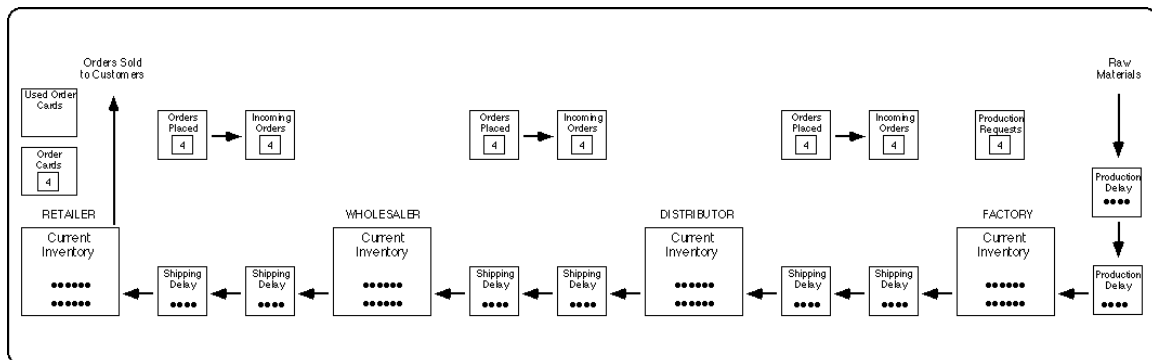 Orders Sold
to Customers
Raw
Materials
Used Order
Cards
Orders
Placed
4
Incoming
Orders
4
Orders
Placed
4
Incoming
Orders
4
Orders
Placed
4
Incoming
Orders
4
Production
Requests
4
Order
Cards
4
Production
Delay
RETAILER
WHOLESALER
DISTRIBUTOR
FACTORY
Current
Inventory
Current
Inventory
Current
Inventory
Current
Inventory
Shipping
Delay
Shipping
Delay
Shipping
Delay
Shipping
Delay
Shipping
Delay
Shipping
Delay
Production
Delay